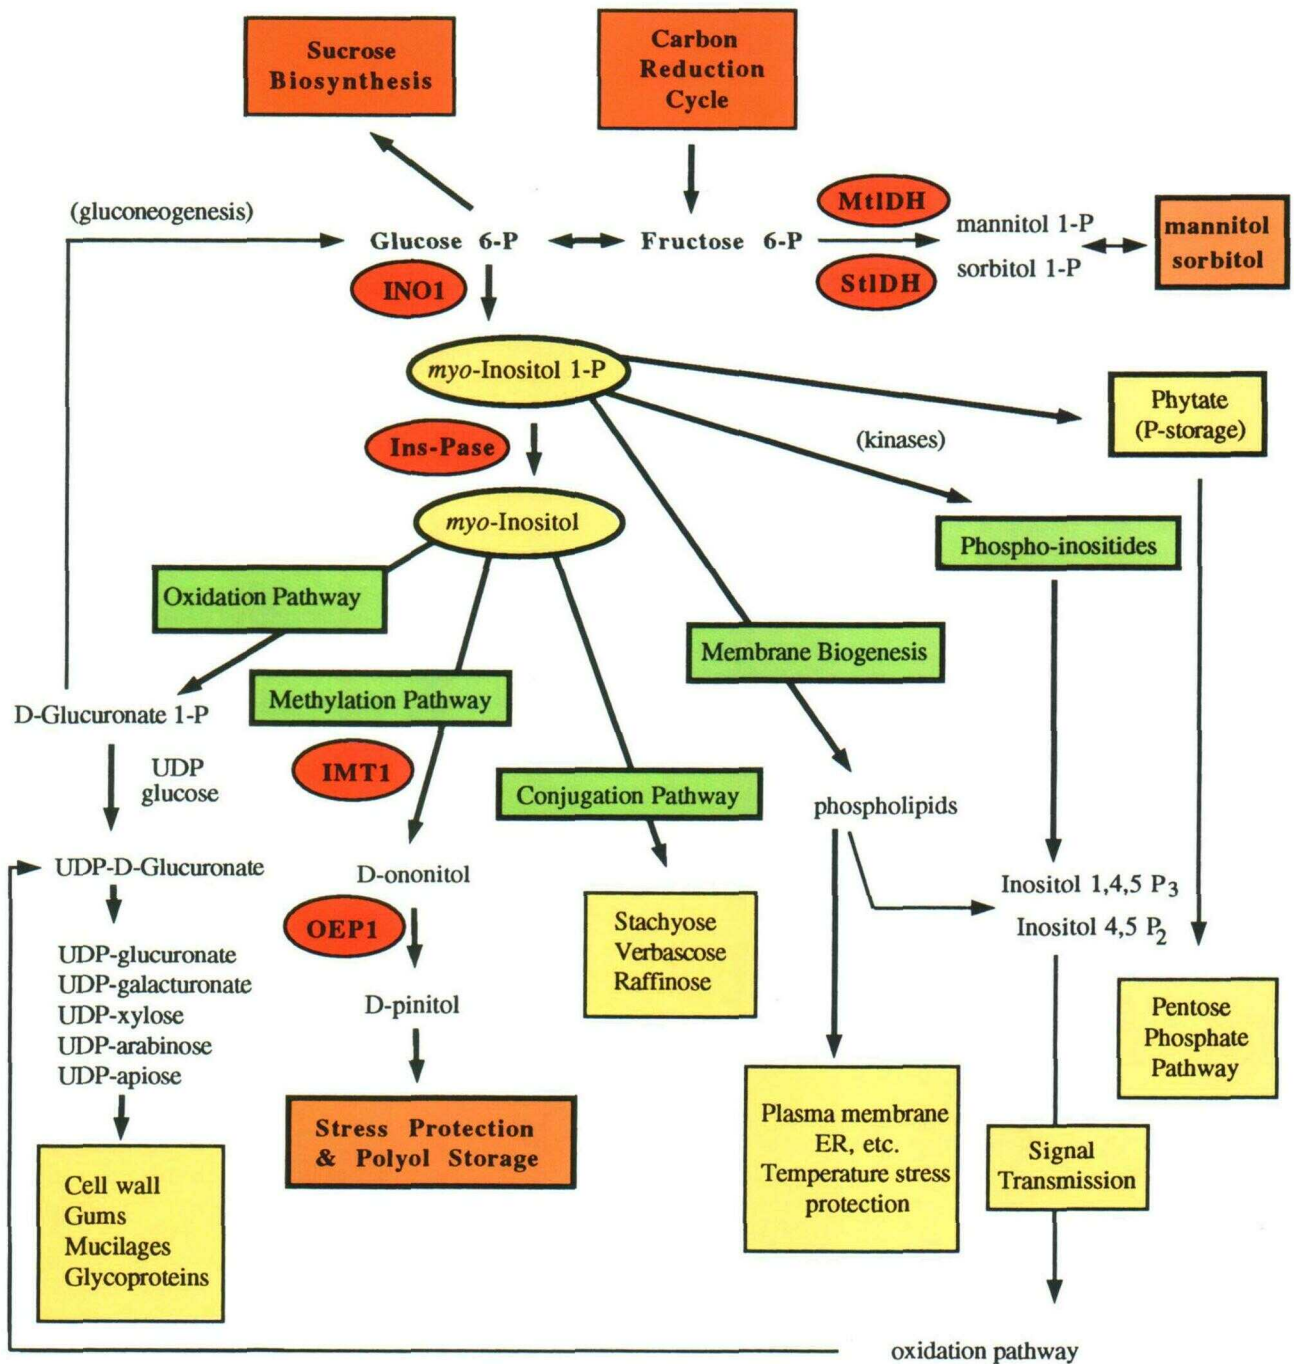 Sucrose
Biosynthesis
Carbon
Reduction
Cycle
(gluconeogenesis)
Glucose 6-P
Fructose 6-P
MtlDH
StlDH
mannitol 1-P
sorbitol 1-P
mannitol
sorbitol
INO1
myo-Inositol 1-P
Phytate
(P-storage)
(kinases)
Ins-Pase
myo-Inositol
Phospho-inositides
Oxidation Pathway
Membrane Biogenesis
Methylation Pathway
D-Glucuronate 1-P
UDP
glucose
IMT1
Conjugation Pathway
phospholipids
UDP-D-Glucuronate
D-ononitol
Inositol 1,4,5 P3
Inositol 4,5 P2
OEP1
Stachyose
Verbascose
Raffinose
UDP-glucuronate
UDP-galacturonate
UDP-xylose
UDP-arabinose
UDP-apiose
D-pinitol
Pentose
Phosphate
Pathway
Stress Protection
& Polyol Storage
Plasma membrane
ER, etc.
Temperature stress
protection
Signal
Transmission
Cell wall
Gums
Mucilages
Glycoproteins
oxidation pathway